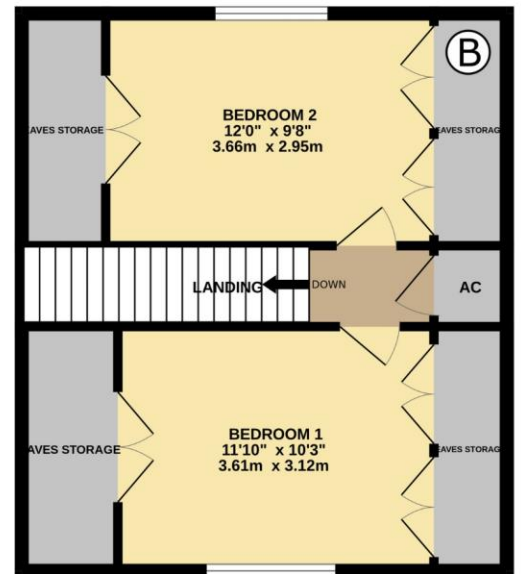 B
BEDROOM 2
12'0" x 9'8"
3.66m x 2.95m
AVES STORAGE
EAVES STORAG
LANDING
DOWN
AC
BEDROOM 1
11'10" x 10'3"
3.61m x 3.12m
AVES STORAGE
EAVES STORAG